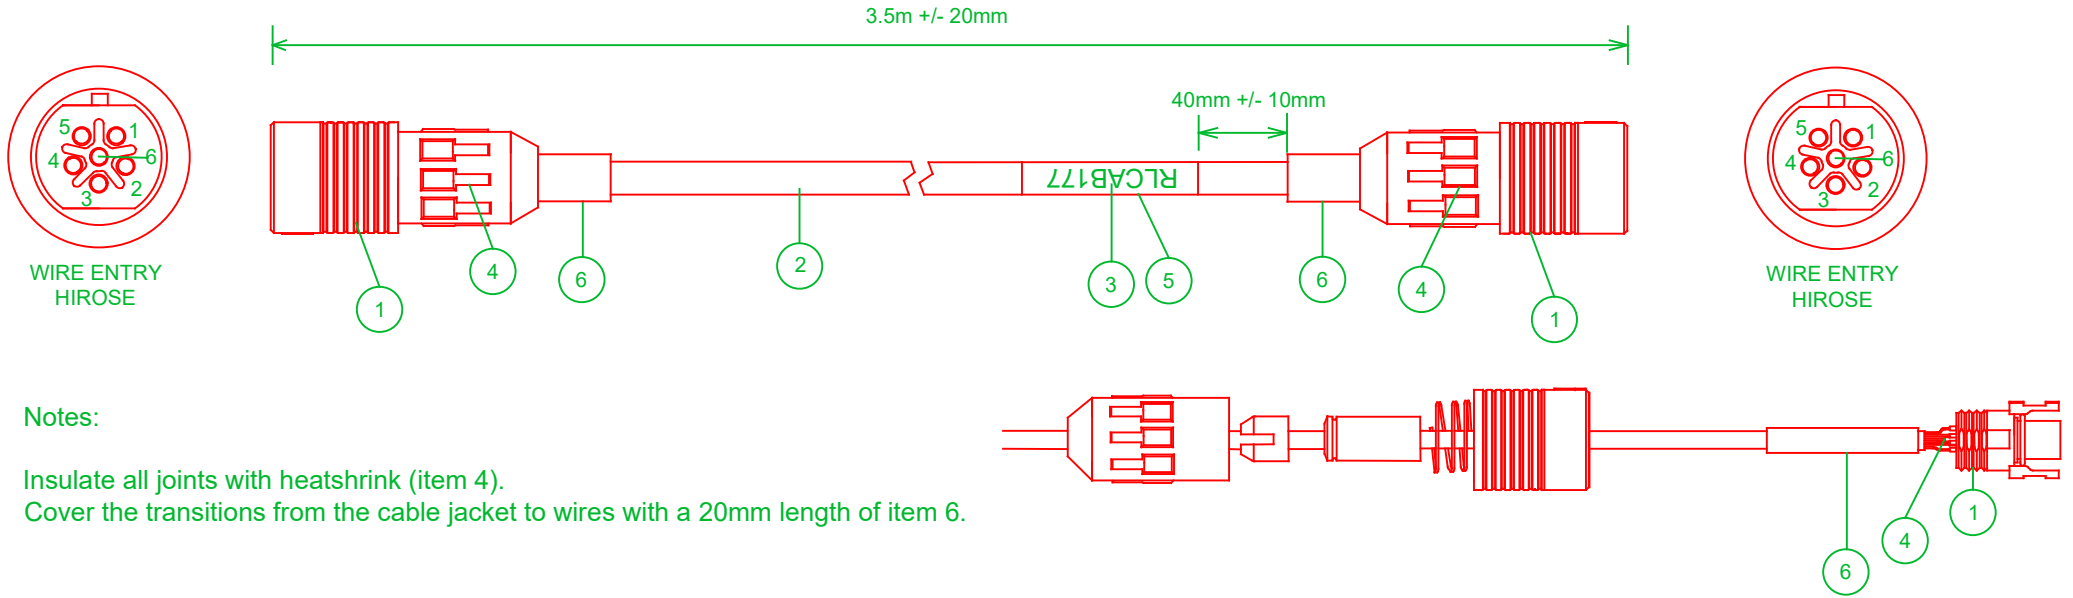 3.5m +/- 20mm
40mm +/- 10mm
5 1
4 6
3 2
RLCAB177
5 1
4 6
3 2
WIRE ENTRY
HIROSE
4
6
2
3
5
6
4
WIRE ENTRY
HIROSE
1
1
Notes:
Insulate all joints with heatshrink (item 4).
Cover the transitions from the cable jacket to wires with a 20mm length of item 6.
1
4
6